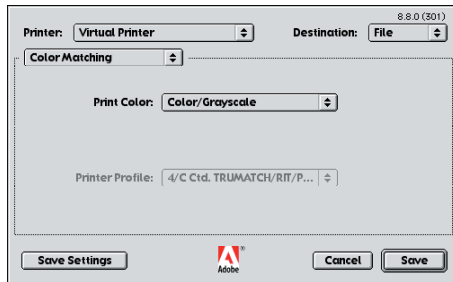 8.8.0 (301)
Printer: Virtual Printer Destination: File
Color Matching
Print Color: Color/Grayscale
Printer Profile: 4/C Ctd. TRUMATCH/RIT/P...
Save Settings Adobe Cancel Save